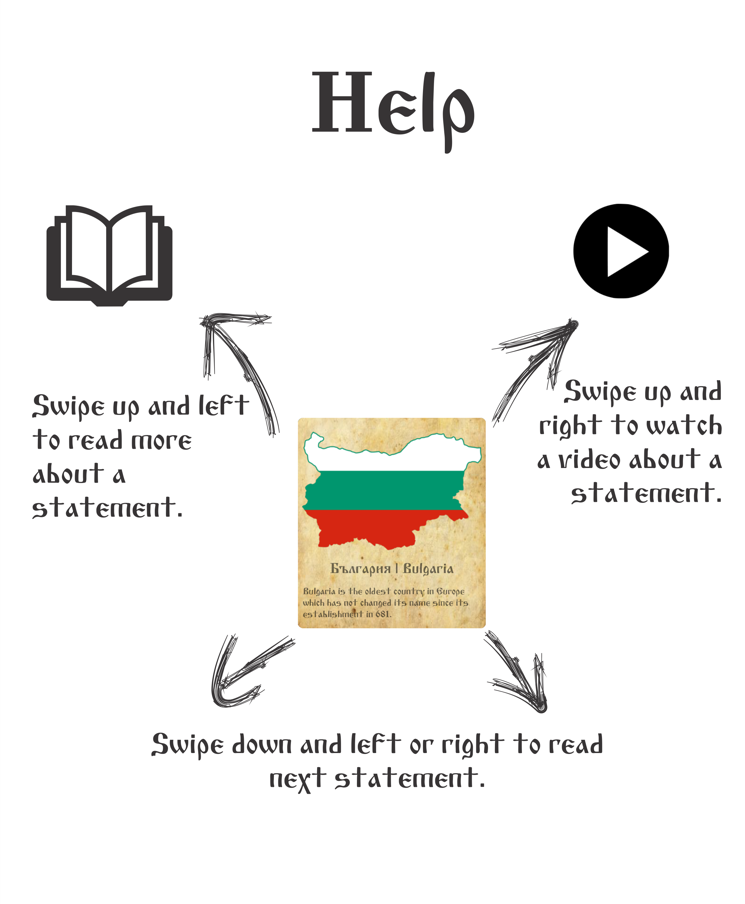 Help
Swipe up and left
to read more
about a
statement.
Swipe up and
right to watch
a video about a
statement.
България | Bulgaria
Bulgaria is the oldest country in Europe
which has not changed its name since its
establishment in 681.
Swipe down and left or right to read
next statement.